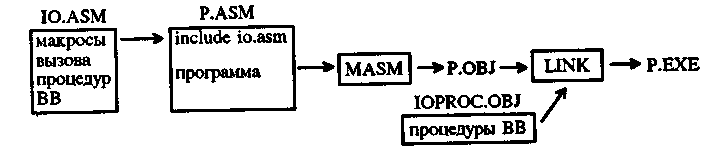 IO.ASM
макросы
вызова
процедур
ВВ
P.ASM
include io.asm
программа
MASM
P.OBJ
LINK
P.EXE
IOPROC.OBJ
процедуры ВВ